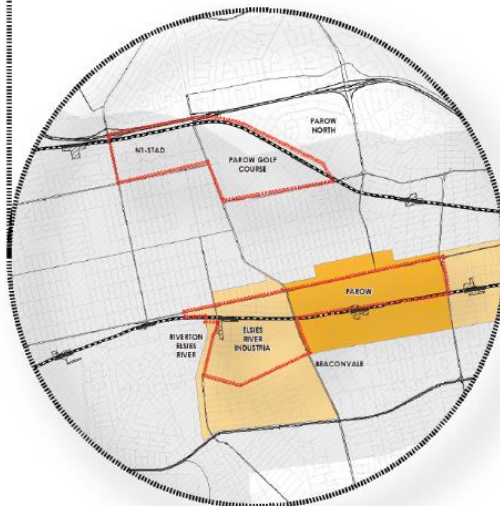 PAROW
NORTH
N1-STAD
PAROW GOLF
COURSE
PAROW
RIVERTON
ELSIES
RIVER
ELSIES
RIVER
INDUSTRIA
BEACONVALE